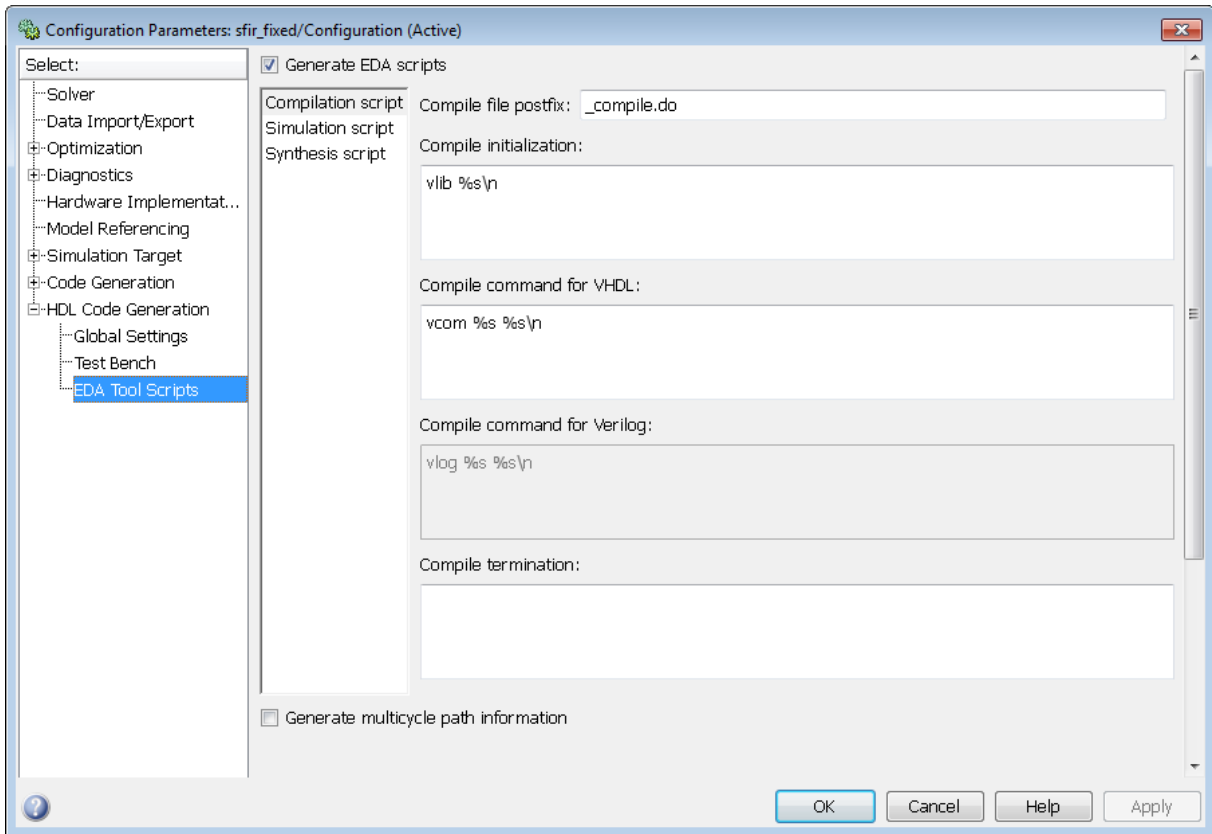 Configuration Parameters: sfir_fixed/Configuration (Active)
Select:
Solver
Data Import/Export
Optimization
Diagnostics
Hardware Implementat...
Model Referencing
Simulation Target
Code Generation
HDL Code Generation
Global Settings
Test Bench
EDA Tool Scripts
Generate EDA scripts
Compilation script
Simulation script
Synthesis script
Compile file postfix: _compile.do
Compile initialization:
vlib %s\n
Compile command for VHDL:
vcom %s %s\n
Compile command for Verilog:
vlog %s %s\n
Compile termination:
Generate multicycle path information
OK Cancel Help Apply